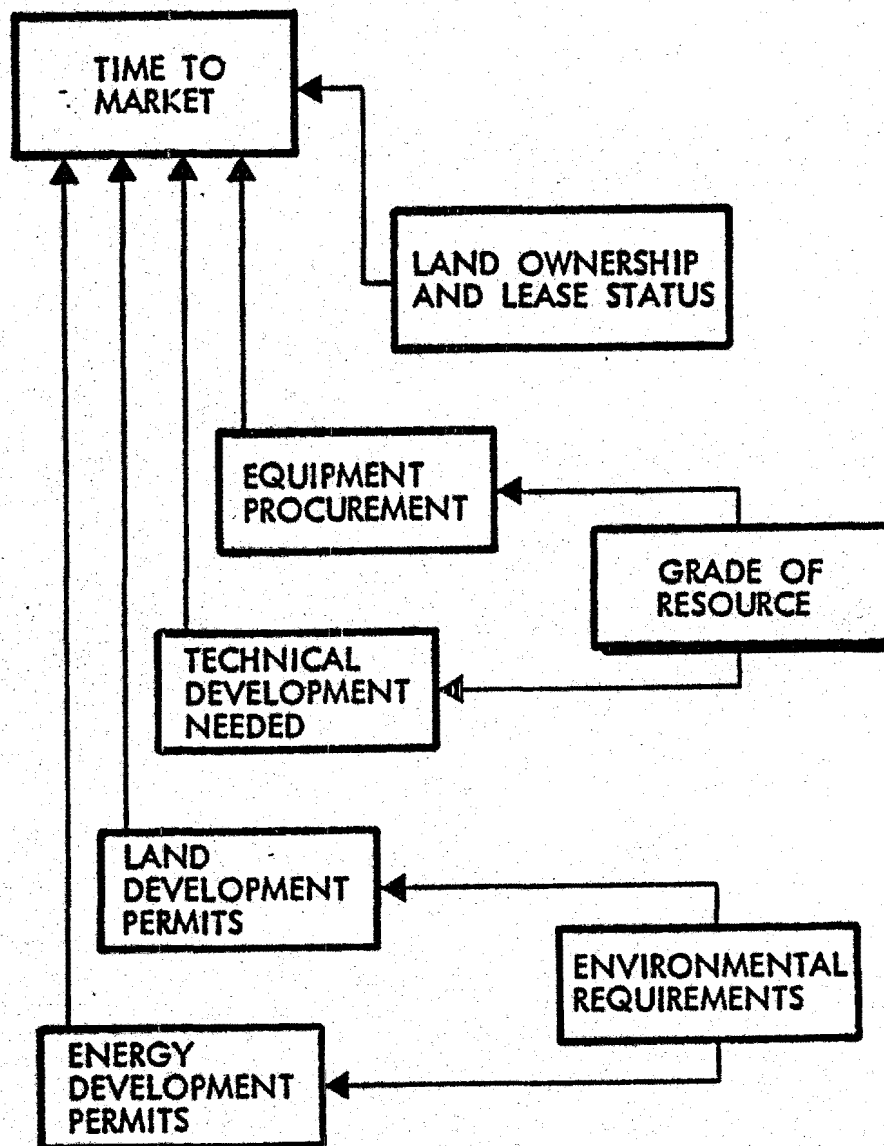 TIME TO
MARKET
LAND OWNERSHIP
AND LEASE STATUS
EQUIPMENT
PROCUREMENT
GRADE OF
RESOURCE
TECHNICAL
DEVELOPMENT
NEEDED
LAND
DEVELOPMENT
PERMITS
ENVIRONMENTAL
REQUIREMENTS
ENERGY
DEVELOPMENT
PERMITS